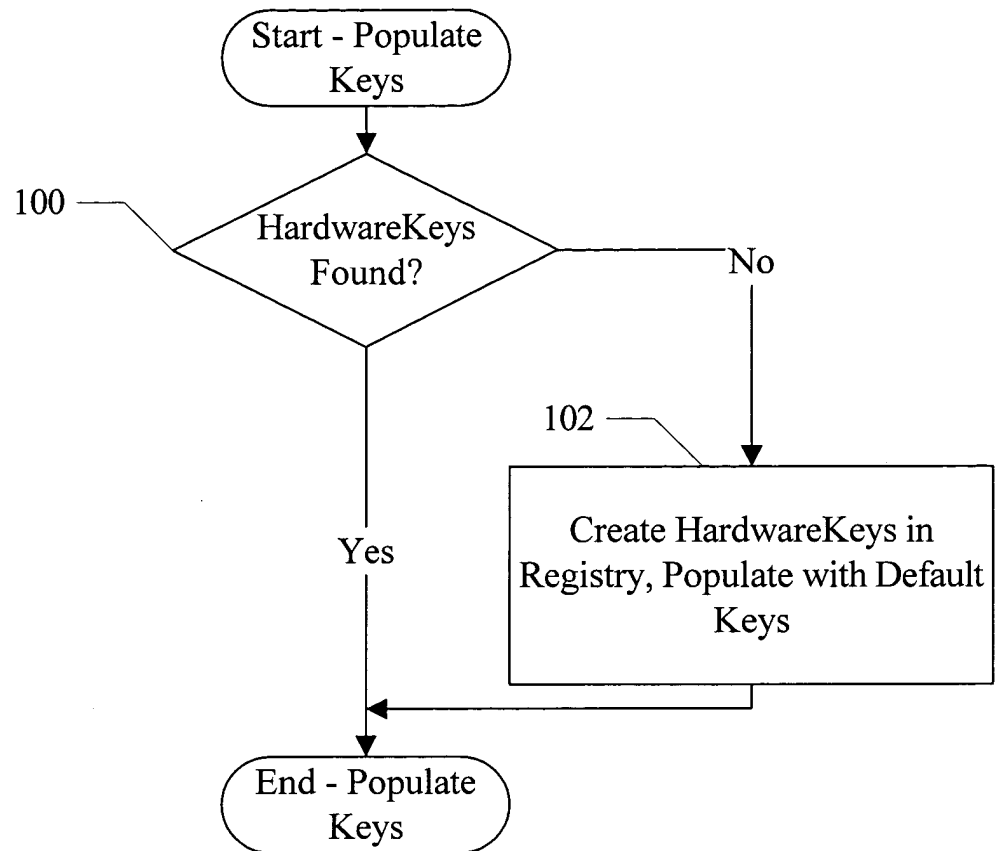 Start - Populate
Keys
100
HardwareKeys
Found?
No
102
Create HardwareKeys in
Registry, Populate with Default
Keys
Yes
End - Populate
Keys